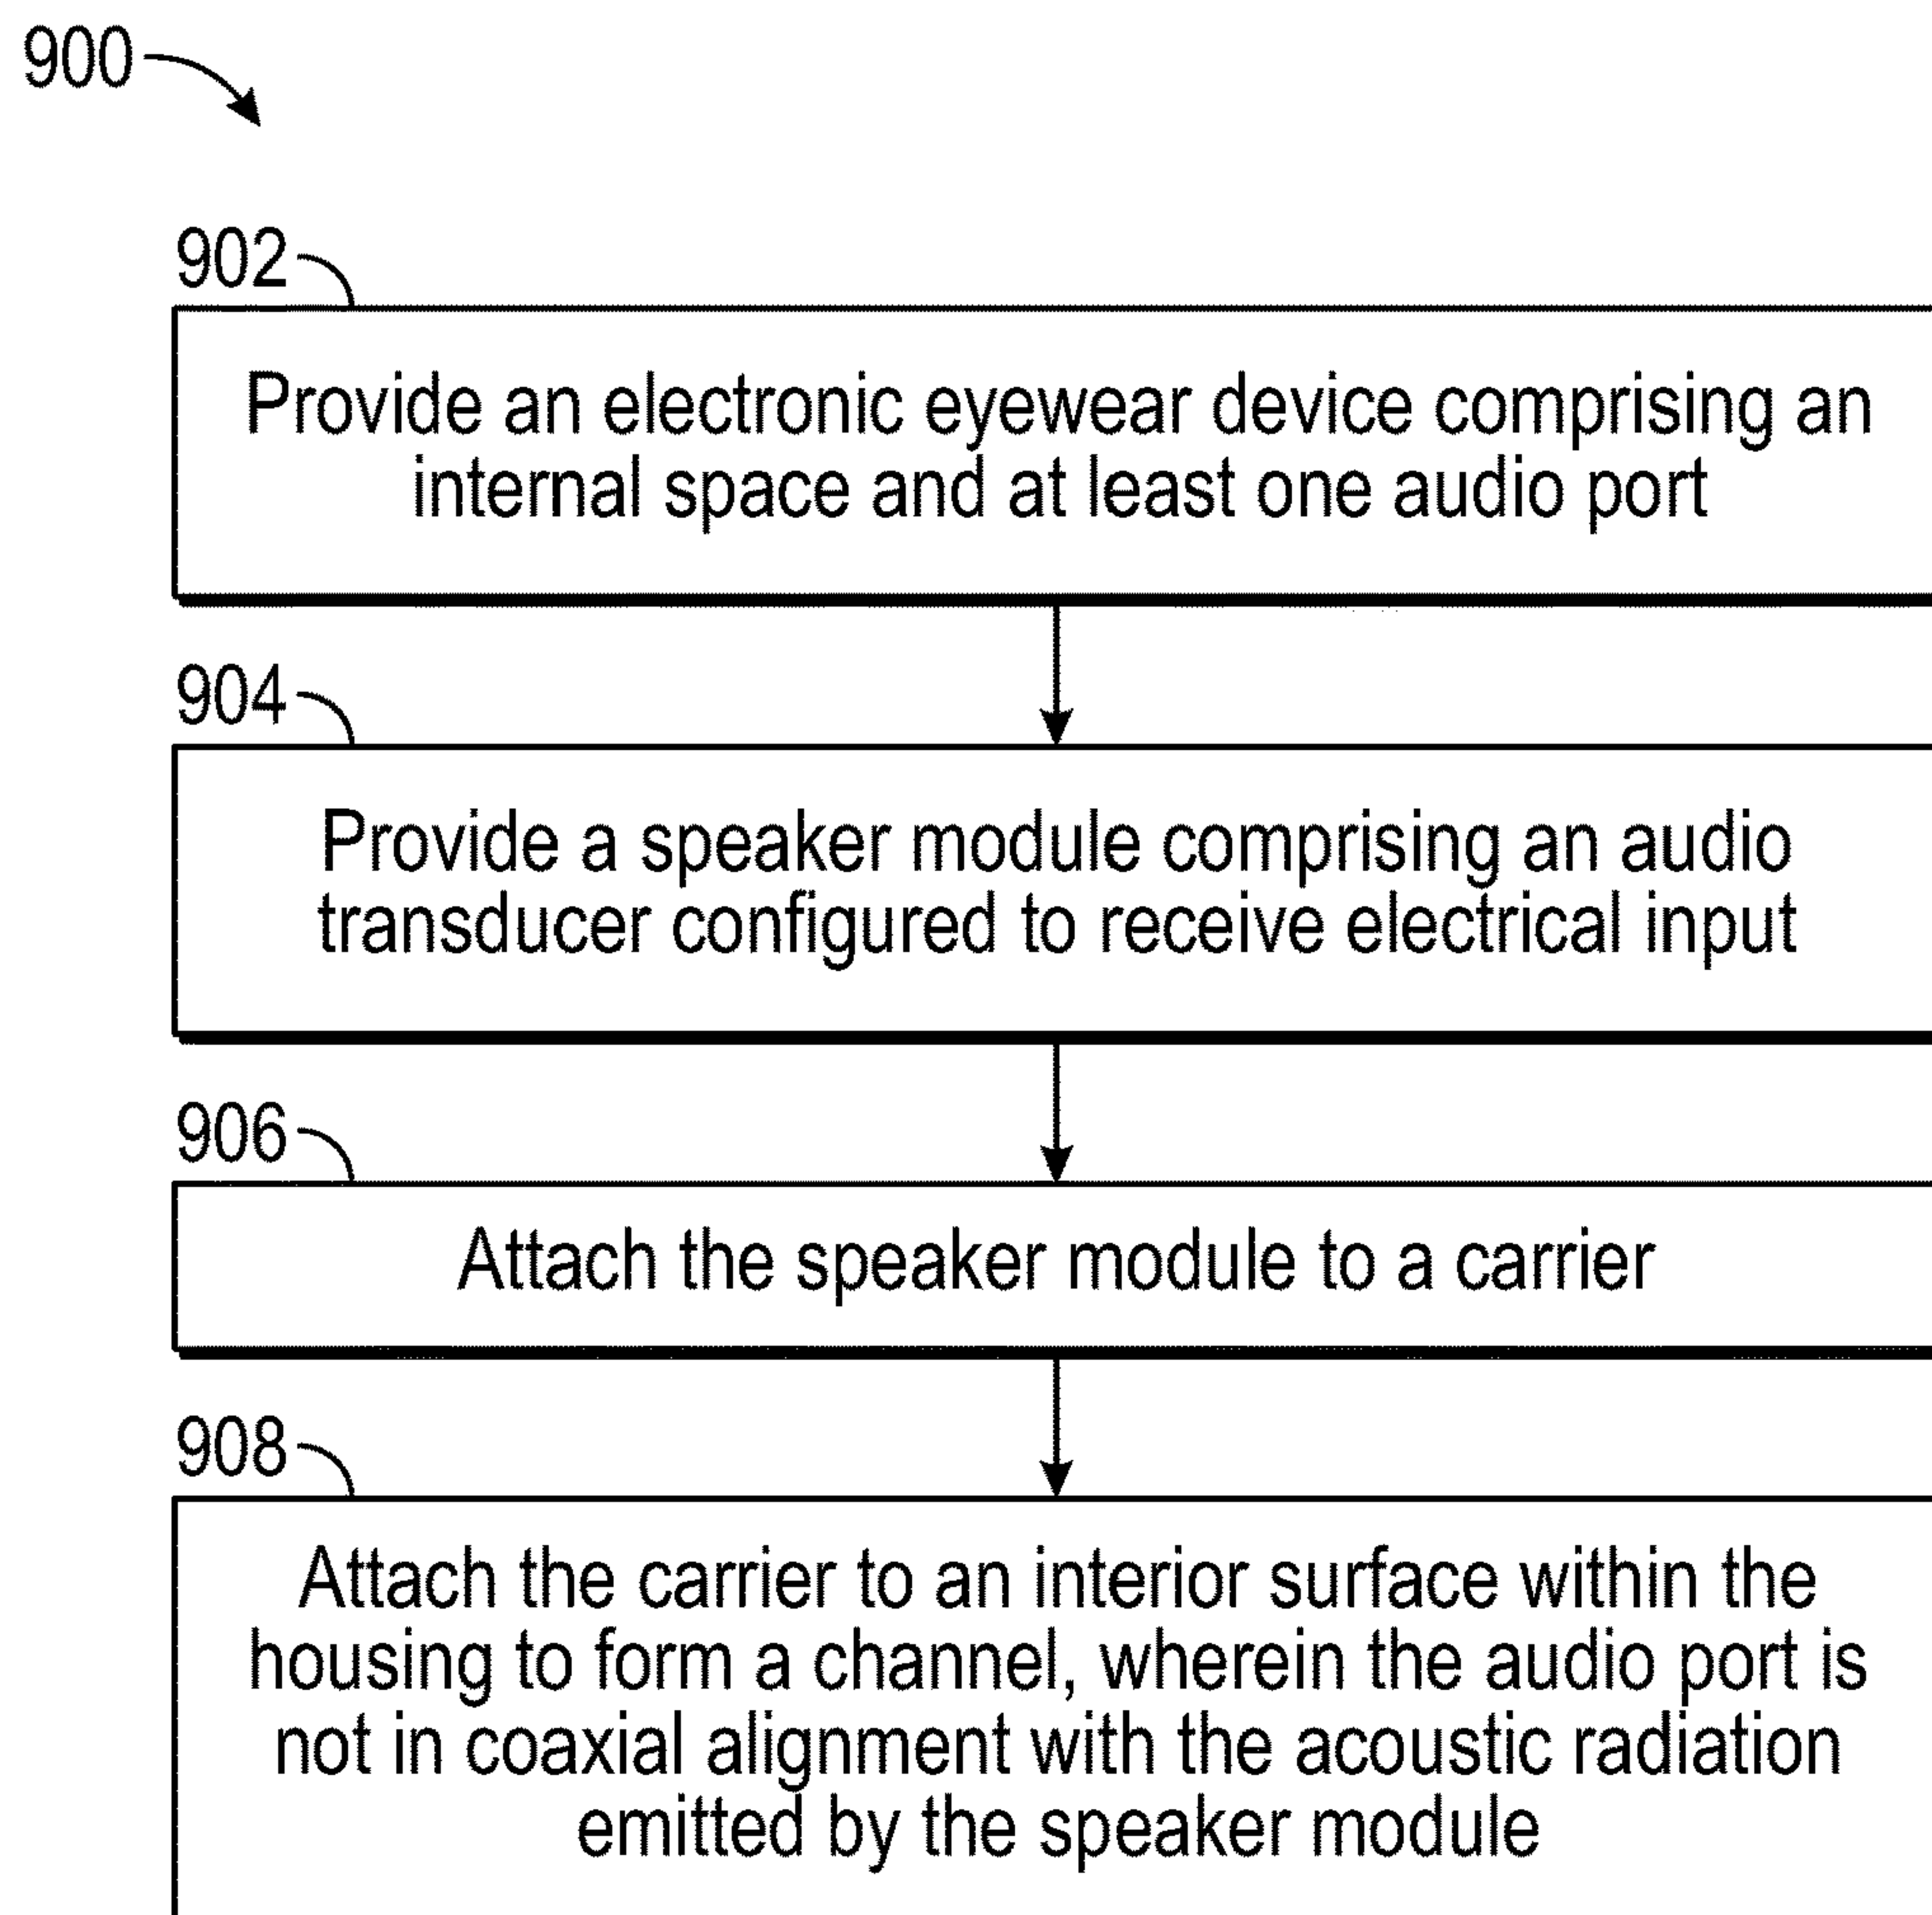 900
902
Provide an electronic eyewear device comprising an
internal space and at least one audio port
904
Provide a speaker module comprising an audio
transducer configured to receive electrical input
906
Attach the speaker module to a carrier
908
Attach the carrier to an interior surface within the
housing to form a channel, wherein the audio port is
not in coaxial alignment with the acoustic radiation
emitted by the speaker module